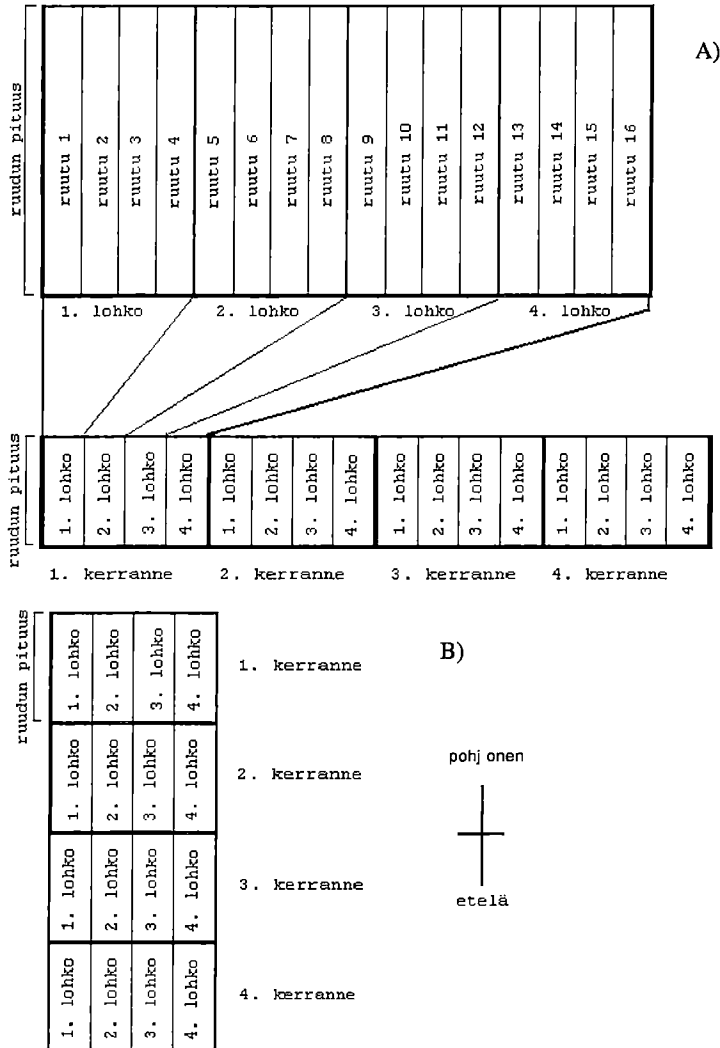 A)
ruudun pituus
ruutu 1
ruutu 2
ruutu 3
ruutu 4
ruutu 5
ruutu 6
ruutu 7
ruutu 8
ruutu 9
ruutu 10
ruutu 11
ruutu 12
ruutu 13
ruutu 14
ruutu 15
ruutu 16
1. lohko
2. lohko
3. lohko
4. lohko
ruudun pituus
1. lohko
2. lohko
3. lohko
4. lohko
1. lohko
2. lohko
3. lohko
4. lohko
1. lohko
2. lohko
3. lohko
4. lohko
1. lohko
2. lohko
3. lohko
4. lohko
1. kerranne
2. kerranne
3. kerranne
4. kerranne
B)
ruudun pituus
1. lohko
2. lohko
3. lohko
4. lohko
1. kerranne
1. lohko
2. lohko
3. lohko
4. lohko
2. kerranne
1. lohko
2. lohko
3. lohko
4. lohko
3. kerranne
1. lohko
2. lohko
3. lohko
4. lohko
4. kerranne
pohjonen
etelä